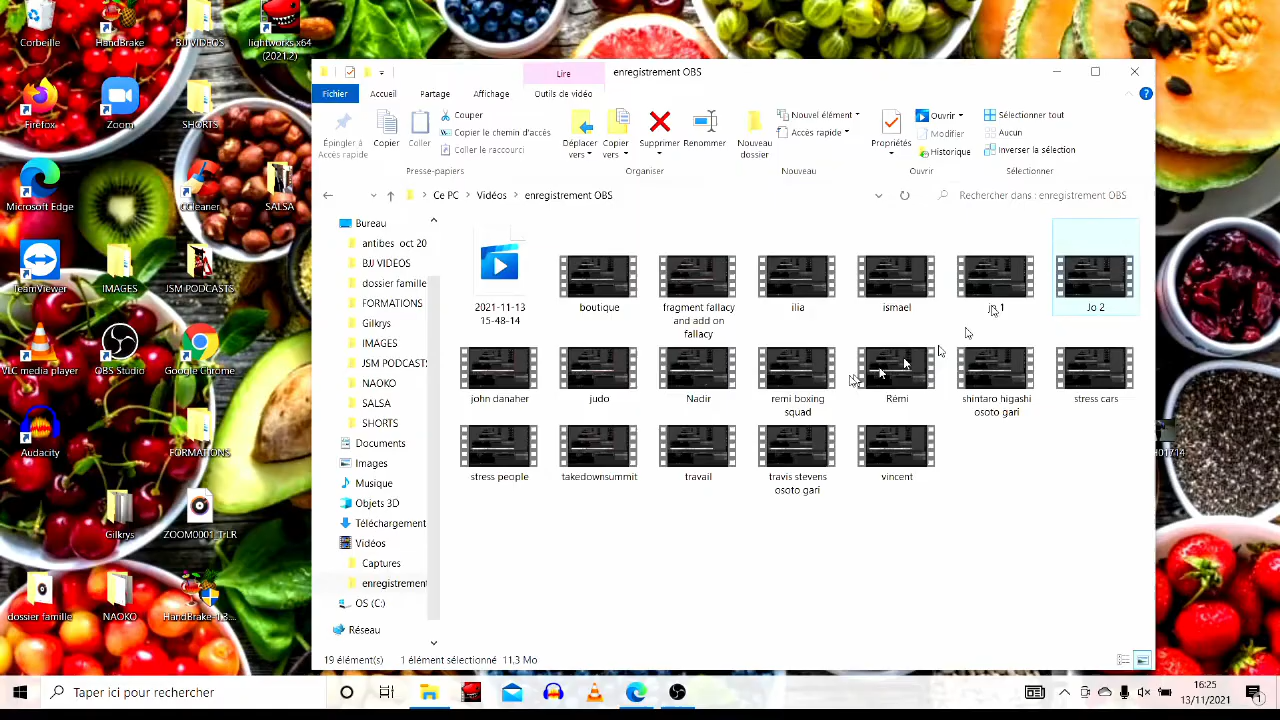 Corbeille
HandBrake
BJJ VIDEOS
lightworks x64
(2021.2)
Firefox
Zoom
SHORTS
Microsoft Edge
CCleaner
SALSA
TeamViewer
IMAGES
JSM PODCASTS
VLC media player
OBS Studio
Google Chrome
Audacity
FORMATIONS
Gilkrys
ZOOM0001_TrLR
dossier famille
NAOKO
HandBrake-1.3....
Lire
enregistrement OBS
Fichier
Accueil
Partage
Affichage
Outils de vidéo
Épingler à
Accès rapide
Copier
Coller
Couper
Copier le chemin d'accès
Coller le raccourci
Presse-papiers
Déplacer
vers
Copier
vers
Supprimer
Renommer
Organiser
Nouveau
dossier
Nouvel élément
Accès rapide
Nouveau
Propriétés
Ouvrir
Modifier
Historique
Ouvrir
Sélectionner tout
Aucun
Inverser la sélection
Sélectionner
Ce PC
Vidéos
enregistrement OBS
Rechercher dans : enregistrement OBS
Bureau
antibes oct 20
BJJ VIDEOS
dossier famille
FORMATIONS
Gilkrys
IMAGES
JSM PODCASTS
NAOKO
SALSA
SHORTS
Documents
Images
Musique
Objets 3D
Téléchargement
Vidéos
Captures
enregistrement
OS (C:)
Réseau
2021-11-13
15-48-14
boutique
fragment fallacy
and add on
fallacy
ilia
ismael
jo 1
Jo 2
john danaher
judo
Nadir
remi boxing
squad
Rémi
shintaro higashi
osoto gari
stress cars
stress people
takedownsummit
travail
travis stevens
osoto gari
vincent
19 élément(s)
1 élément sélectionné 11,3 Mo
Taper ici pour rechercher
16:25
13/11/2021
1